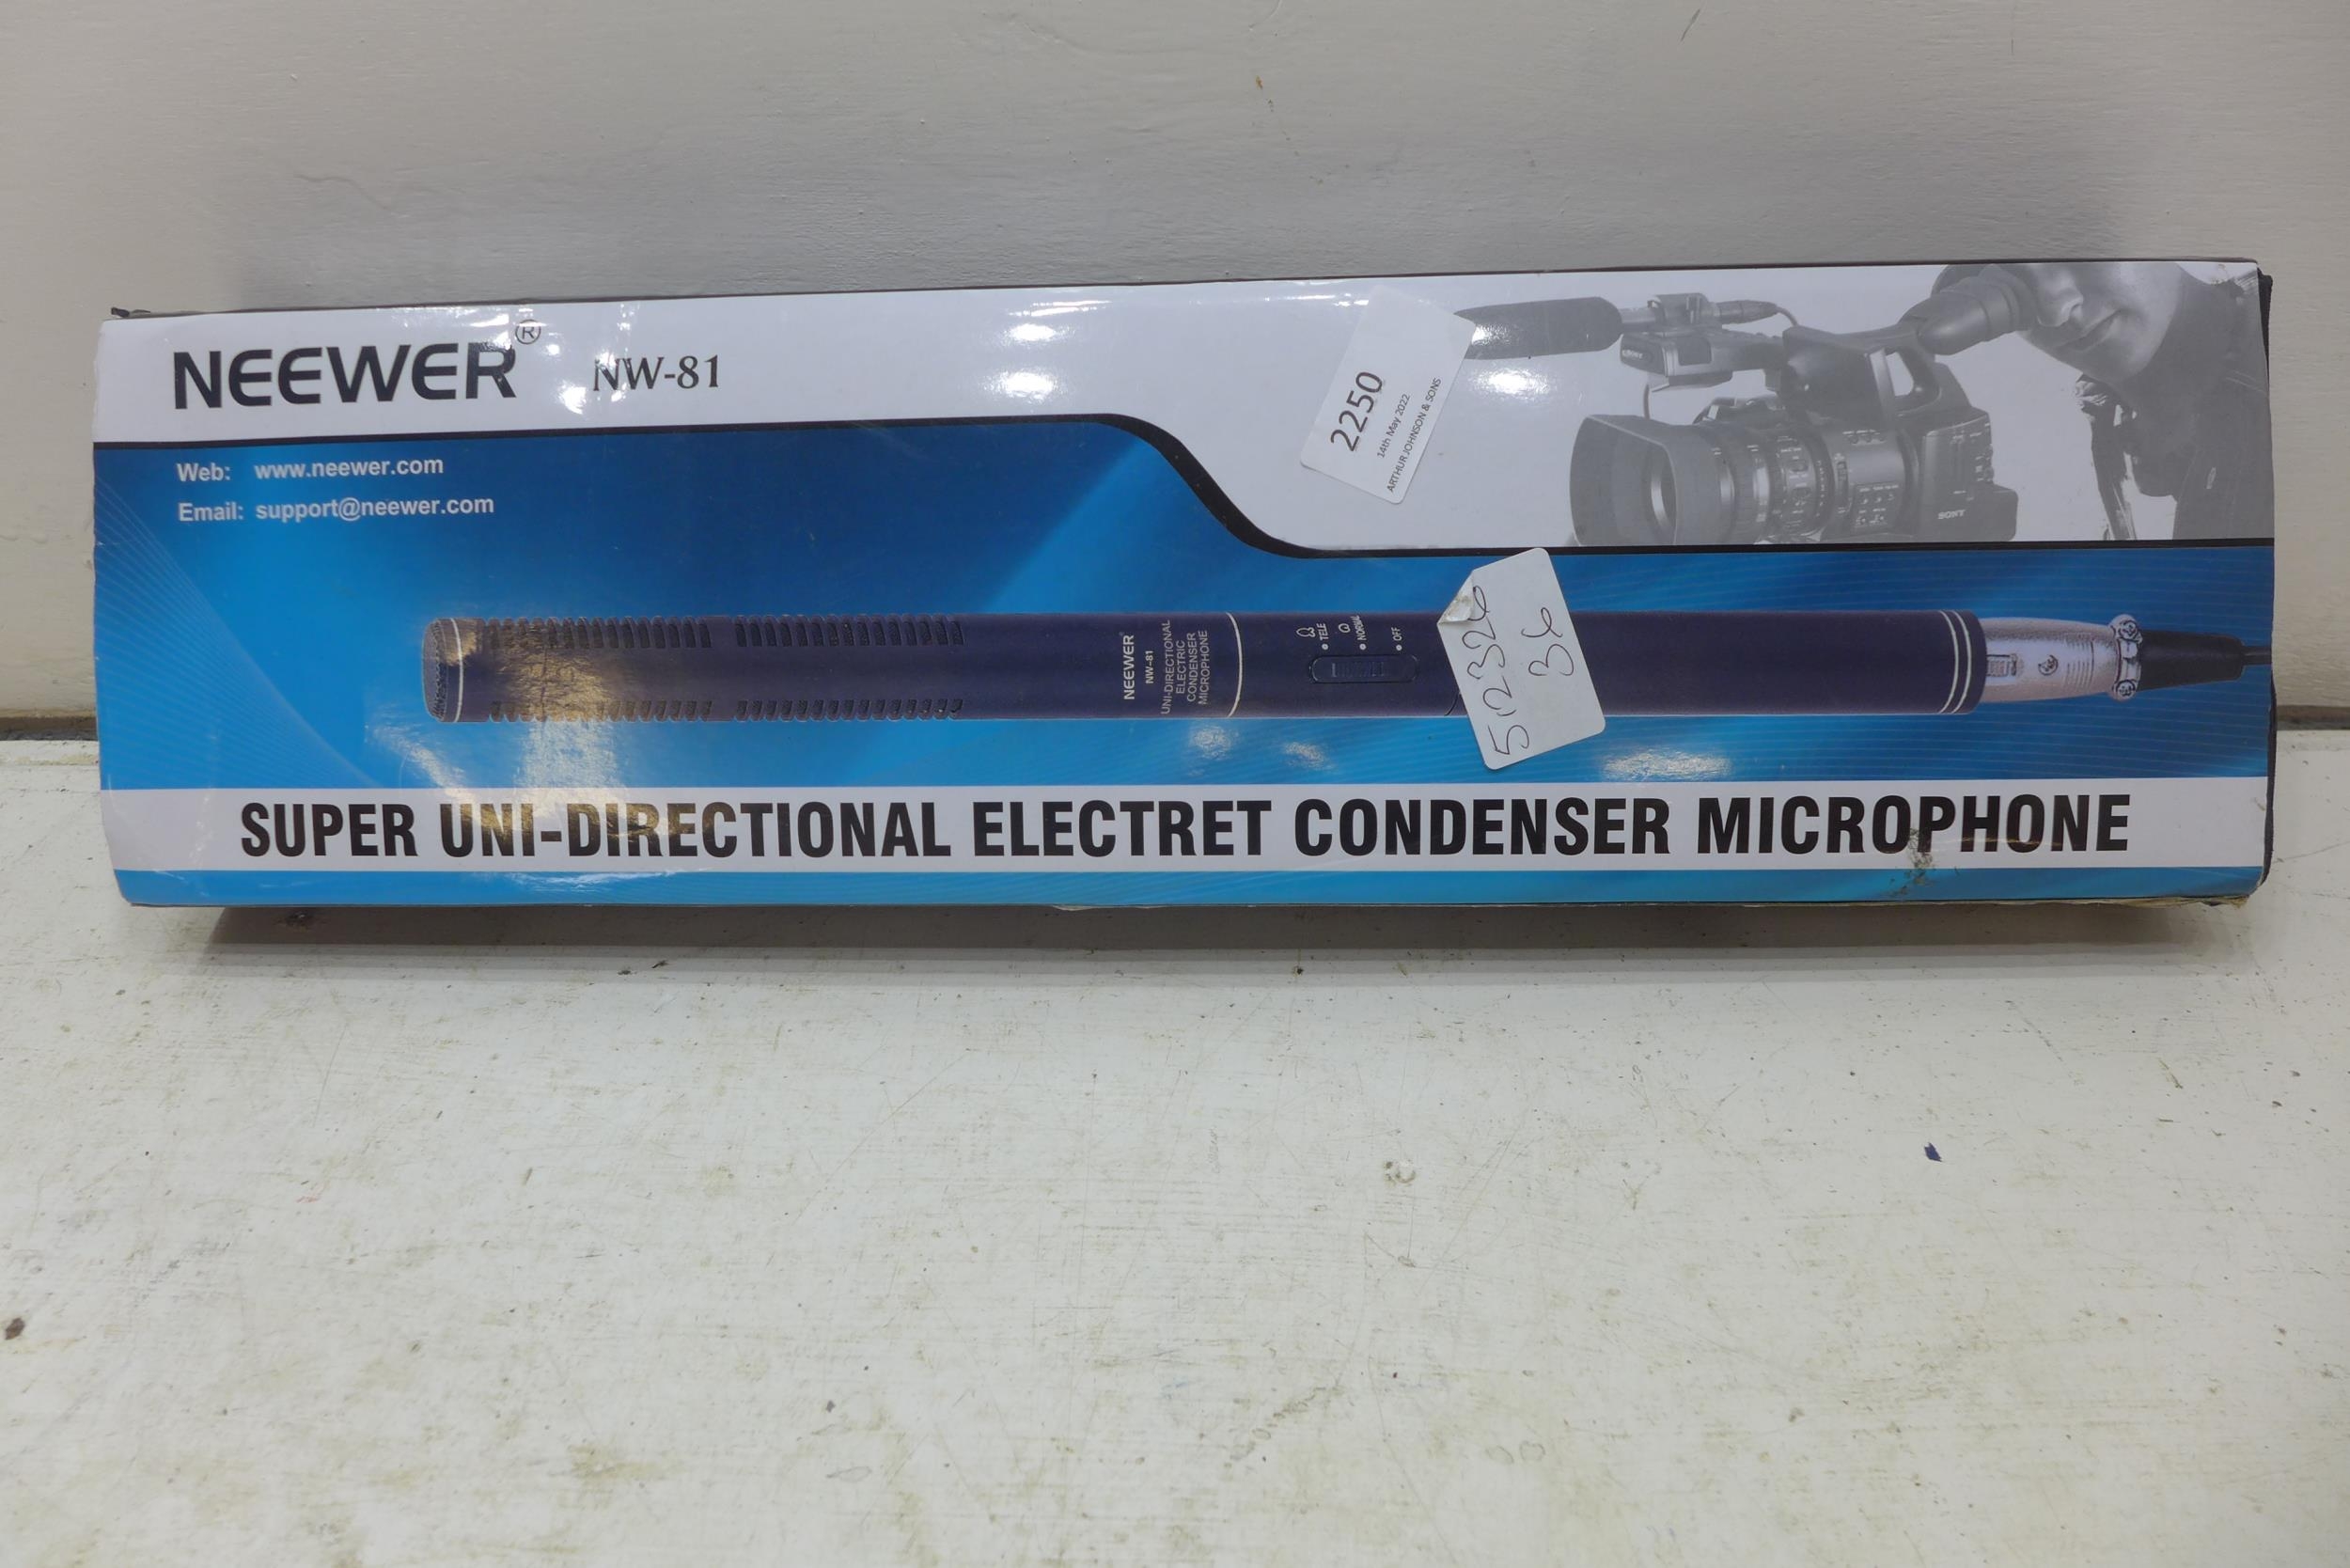 NEEWER® NW-81
Web: www.neewer.com
Email: support@neewer.com
2250
14th May 2022
ARTHUR JOHNSON & SONS
SONY
NEEWER
NW-81
UNI-DIRECTIONAL
ELECTRIC
CONDENSER
MICROPHONE
TELE
NORMAL
OFF
512326
36
SUPER UNI-DIRECTIONAL ELECTRET CONDENSER MICROPHONE